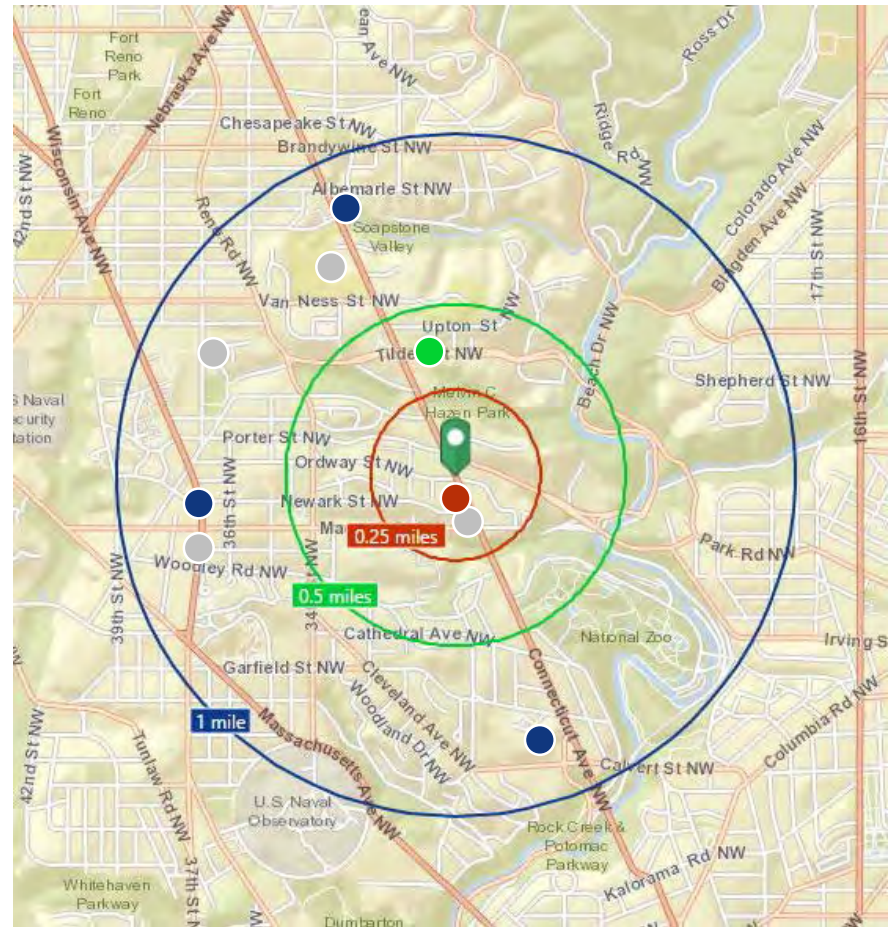 Fort
Reno
Park
Fort
Reno
Nebraska Ave NW
ean Ave NW
Ross Dr
Ridge Rd NW
Chesapeake St NW
Brandywine St NW
Wisconsin Ave NW
42nd St NW
Reno Rd NW
Albemarle St NW
Soapstone
Valley
Colorado Ave NW
Blagden Ave NW
17th St NW
Van Ness St NW
NW
Upton St
Beach Dr NW
Shepherd St NW
16th St NW
S Naval
ecurity
tation
Melvin C
Hazen Park
Porter St NW
Ordway St NW
36th St NW
Newark St NW
Ma
0.25 miles
Park Rd NW
Woodley Rd NW
39th St NW
0.5 miles
34
t NW
Cathedral Ave NW
National Zoo
Irving S
Garfield St NW
Cleveland Ave NW
Woodland Dr NW
Connecticut Ave NW
1 mile
Massachusetts Ave NW
Columbia Rd NW
42nd St NW
Tunlaw Rd NW
Calvert St NW
U.S. Naval
Observatory
Rock Creek &
Potomac
Parkway
Kalorama Rd NW
37th St N
Whitehaven
Parkway
Dumbarton